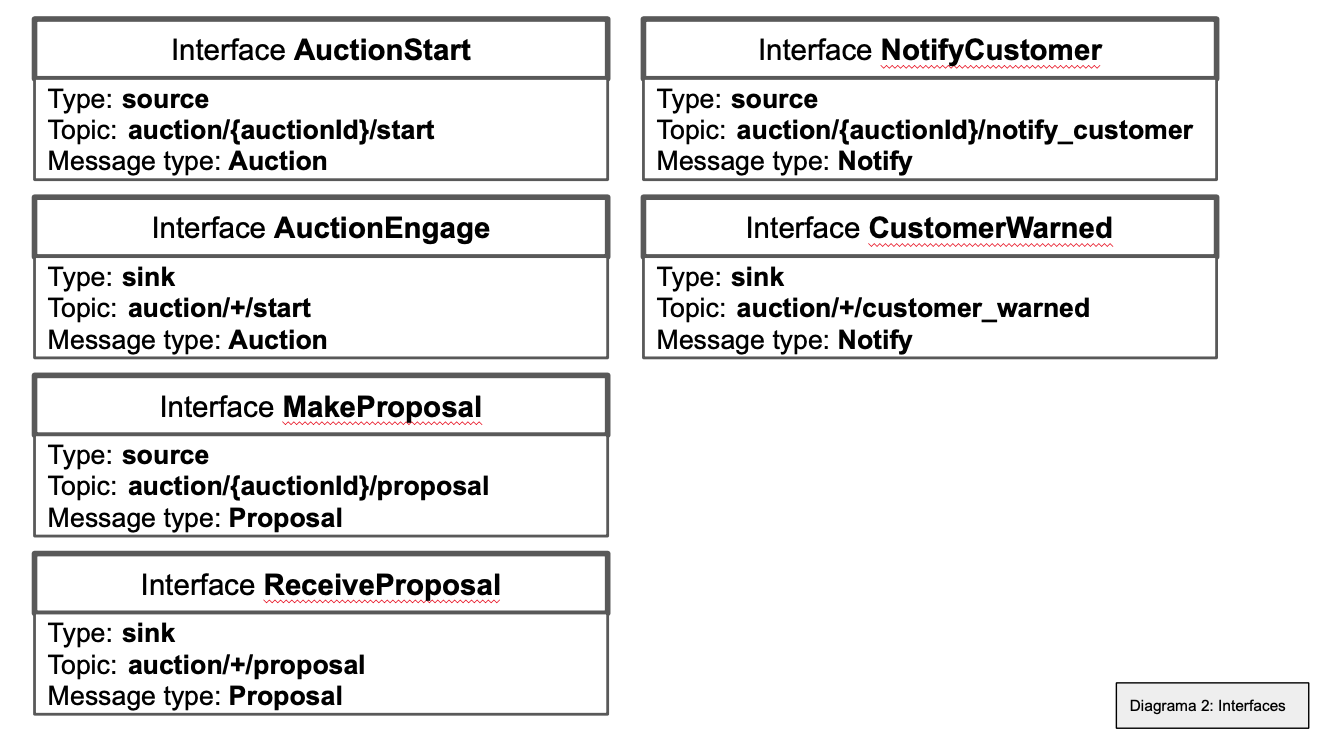 Interface AuctionStart
Type: source
Topic: auction/{auctionId}/start
Message type: Auction
Interface AuctionEngage
Type: sink
Topic: auction/+/start
Message type: Auction
Interface MakeProposal
Type: source
Topic: auction/{auctionId}/proposal
Message type: Proposal
Interface ReceiveProposal
Type: sink
Topic: auction/+/proposal
Message type: Proposal
Interface NotifyCustomer
Type: source
Topic: auction/{auctionId}/notify_customer
Message type: Notify
Interface CustomerWarned
Type: sink
Topic: auction/+/customer_warned
Message type: Notify
Diagrama 2: Interfaces